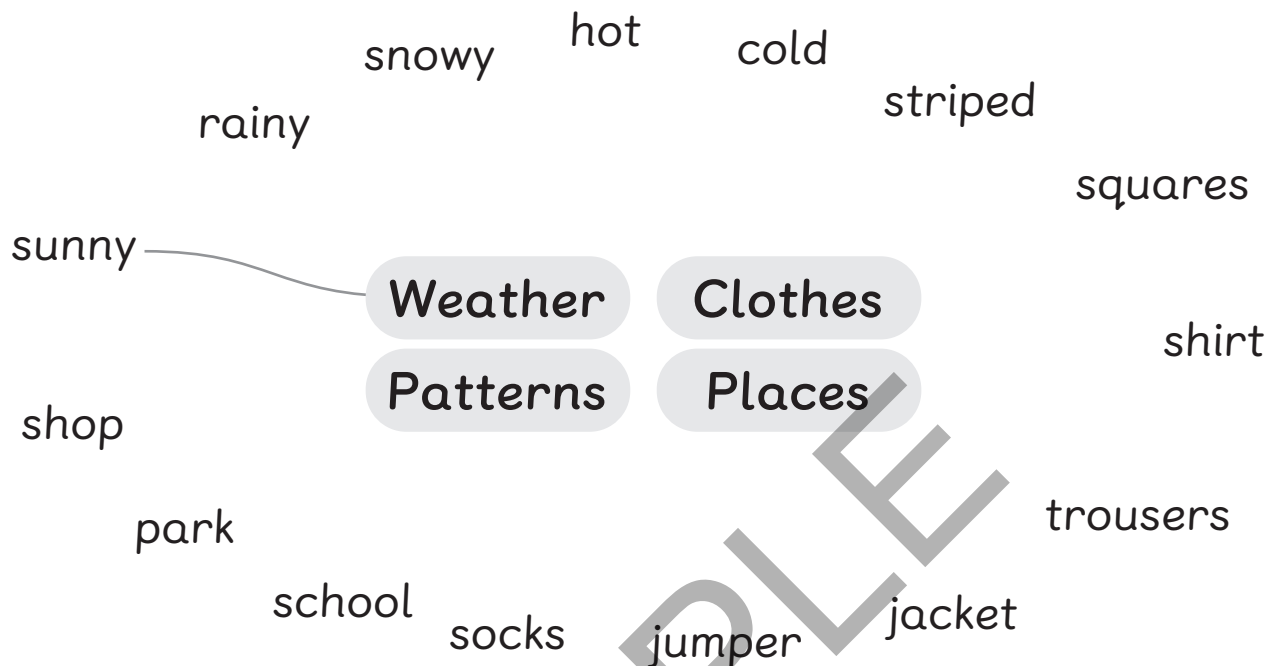 hot
snowy
cold
striped
rainy
squares
sunny
Weather
Clothes
shirt
Patterns
Places
shop
trousers
park
school
jacket
socks
jumper
PLE